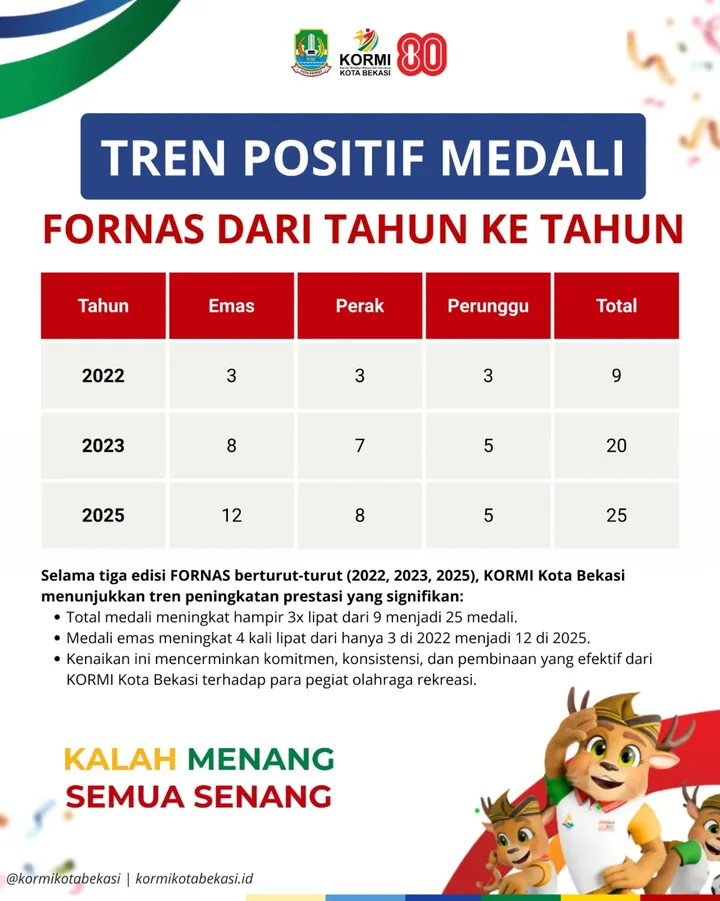 KORMI
KOTA BEKASI
80
TREN POSITIF MEDALI
FORNAS DARI TAHUN KE TAHUN
Tahun Emas Perak Perunggu Total
2022 3 3 3 9
2023 8 7 5 20
2025 12 8 5 25
Selama tiga edisi FORNAS berturut-turut (2022, 2023, 2025), KORMI Kota Bekasi
menunjukkan tren peningkatan prestasi yang signifikan:
• Total medali meningkat hampir 3x lipat dari 9 menjadi 25 medali.
• Medali emas meningkat 4 kali lipat dari hanya 3 di 2022 menjadi 12 di 2025.
• Kenaikan ini mencerminkan komitmen, konsistensi, dan pembinaan yang efektif dari
KORMI Kota Bekasi terhadap para pegiat olahraga rekreasi.
KALAH MENANG
SEMUA SENANG
@kormikotabekasi | kormikotabekasi.id